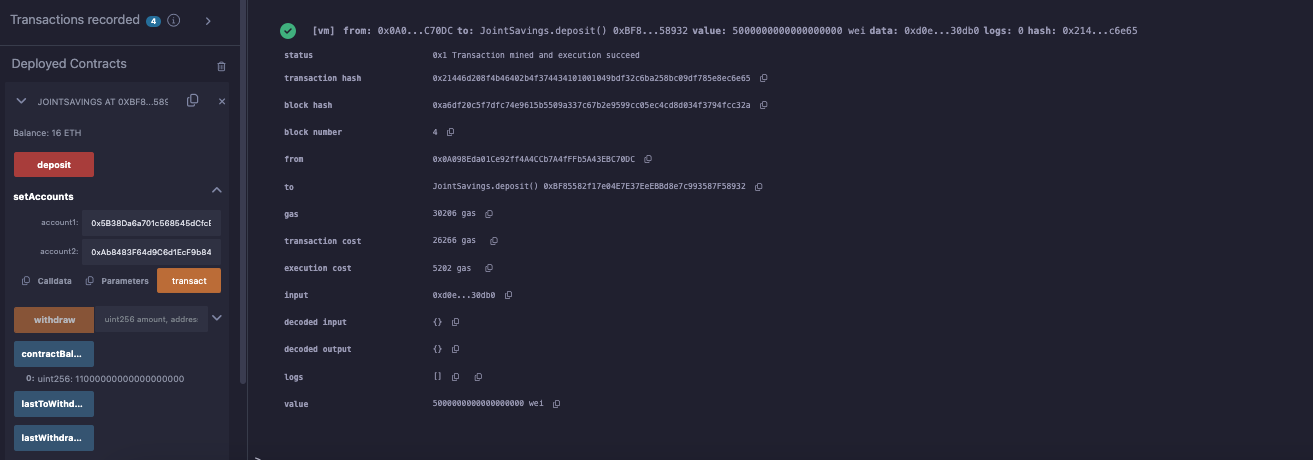 Transactions recorded 4
Deployed Contracts
JOINTSAVINGS AT 0XBF8...589
Balance: 16 ETH
deposit
setAccounts
account1: 0x5B38Da6a701c568545dCfcB
account2: 0xAb8483F64d9C6d1EcF9b84
Calldata Parameters transact
withdraw uint256 amount, address
contractBal...
0: uint256: 11000000000000000000
lastToWithd...
lastWithdra...
[vm] from: 0x0A0...C70DC to: JointSavings.deposit() 0xBF8...58932 value: 5000000000000000000 wei data: 0xd0e...30db0 logs: 0 hash: 0x214...c6e65
status 0x1 Transaction mined and execution succeed
transaction hash 0x21446d208f4b46402b4f374434101001049bdf32c6ba258bc09df785e8ec6e65
block hash 0xa6df20c5f7dfc74e9615b5509a337c67b2e9599cc05ec4cd8d034f3794fcc32a
block number 4
from 0x0A098Eda01Ce92ff4A4CCb7A4fFFb5A43EBC70DC
to JointSavings.deposit() 0xBF85582f17e04E7E37EeEBBd8e7c993587F58932
gas 30206 gas
transaction cost 26266 gas
execution cost 5202 gas
input 0xd0e...30db0
decoded input {}
decoded output {}
logs []
value 5000000000000000000 wei
>